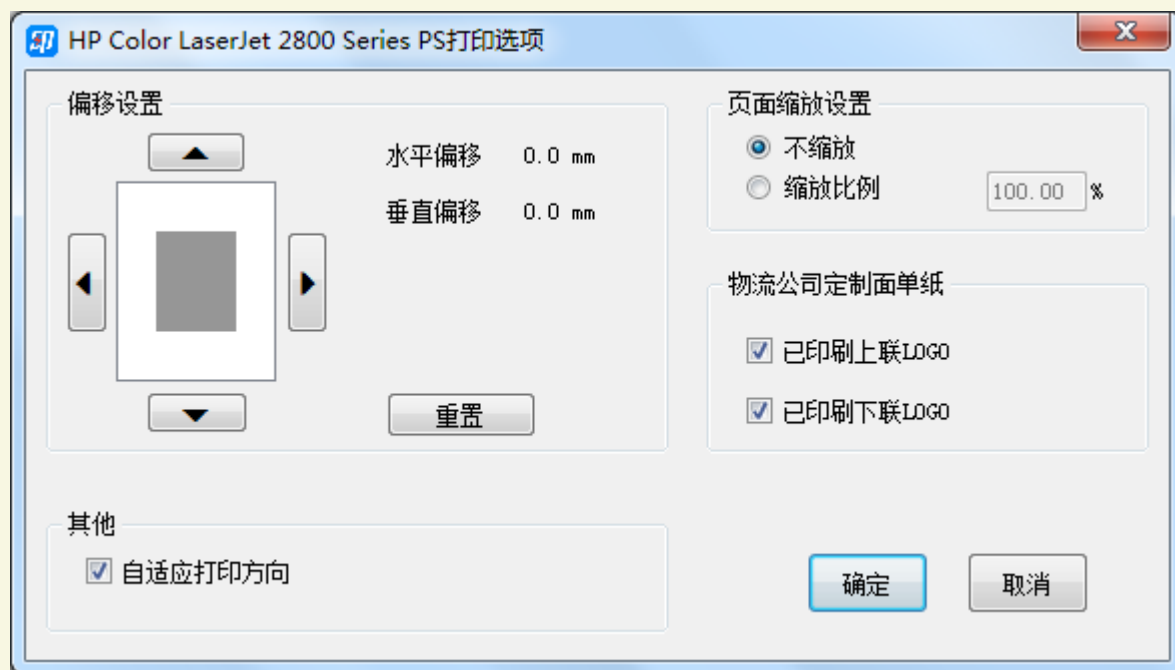 HP Color LaserJet 2800 Series PS打印选项
偏移设置
水平偏移 0.0 mm
垂直偏移 0.0 mm
重置
页面缩放设置
不缩放
缩放比例 100.00 %
物流公司定制面单纸
已印刷上联LOGO
已印刷下联LOGO
其他
自适应打印方向
确定
取消